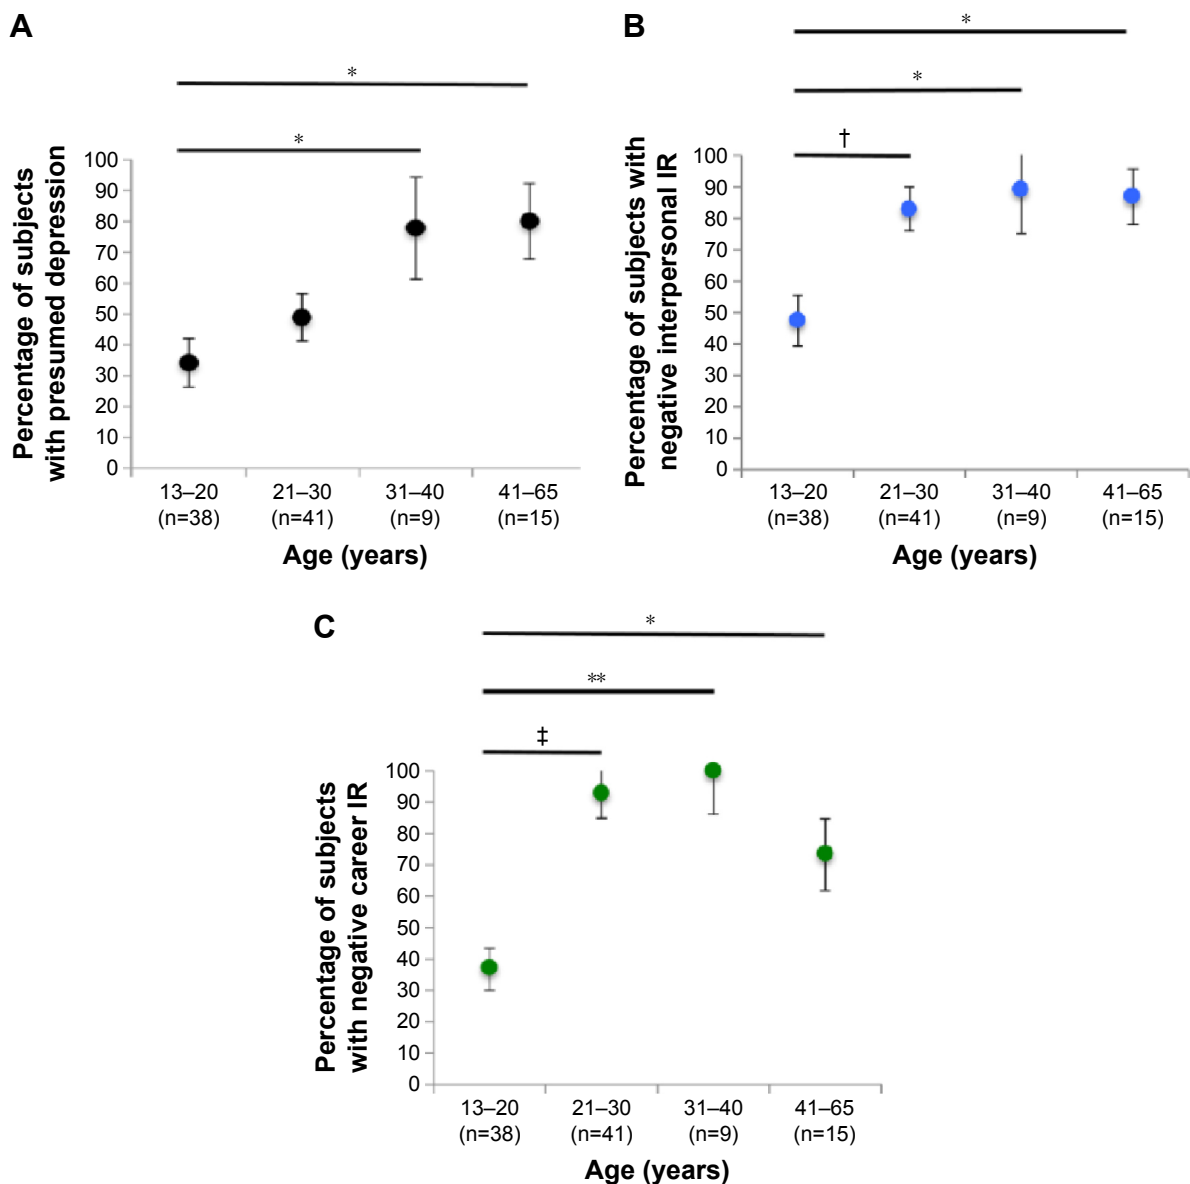 A
*
*
Percentage of subjects
with presumed depression
100
90
80
70
60
50
40
30
20
10
0
13–20
(n=38)
21–30
(n=41)
31–40
(n=9)
41–65
(n=15)
Age (years)
B
*
*
†
Percentage of subjects with
negative interpersonal IR
100
90
80
70
60
50
40
30
20
10
0
13–20
(n=38)
21–30
(n=41)
31–40
(n=9)
41–65
(n=15)
Age (years)
C
*
**
‡
Percentage of subjects
with negative career IR
100
90
80
70
60
50
40
30
20
10
0
13–20
(n=38)
21–30
(n=41)
31–40
(n=9)
41–65
(n=15)
Age (years)